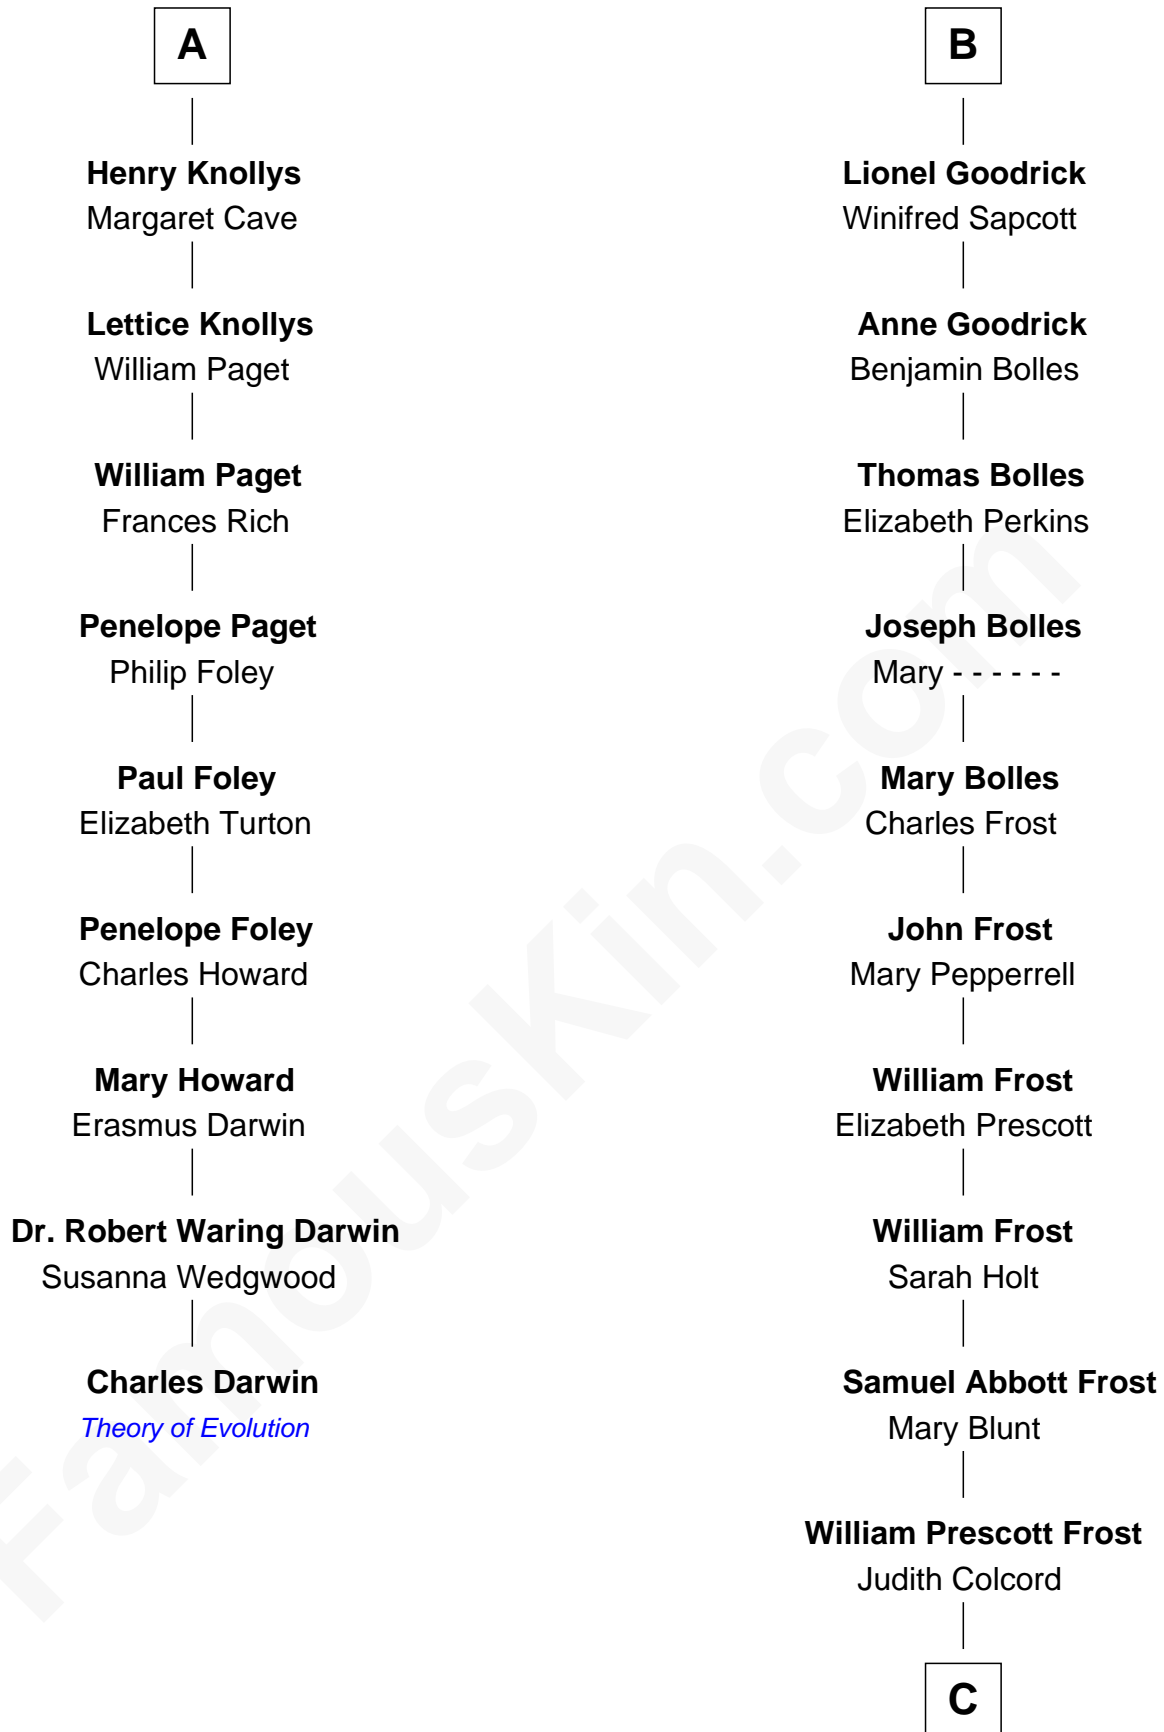 A
Henry Knollys
Margaret Cave
Lettice Knollys
William Paget
William Paget
Frances Rich
Penelope Paget
Philip Foley
Paul Foley
Elizabeth Turton
Penelope Foley
Charles Howard
Mary Howard
Erasmus Darwin
Dr. Robert Waring Darwin
Susanna Wedgwood
Charles Darwin
Theory of Evolution
B
Lionel Goodrick
Winifred Sapcott
Anne Goodrick
Benjamin Bolles
Thomas Bolles
Elizabeth Perkins
Joseph Bolles
Mary - - - - - -
Mary Bolles
Charles Frost
John Frost
Mary Pepperrell
William Frost
Elizabeth Prescott
William Frost
Sarah Holt
Samuel Abbott Frost
Mary Blunt
William Prescott Frost
Judith Colcord
C
FamousKin.com